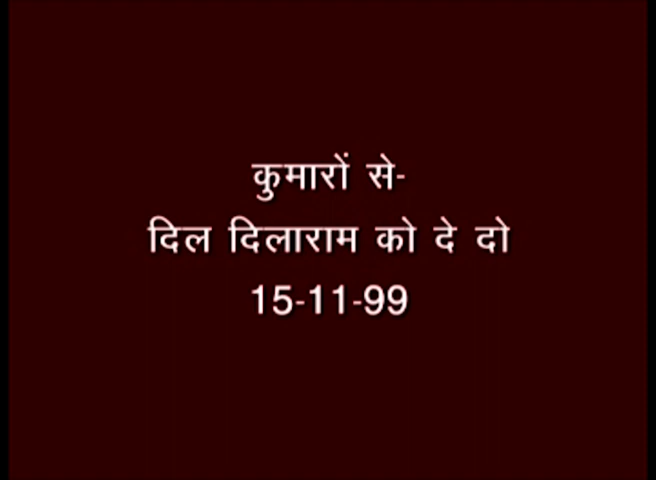 कुमारों से-
दिल दिलाराम को दे दो
15-11-99